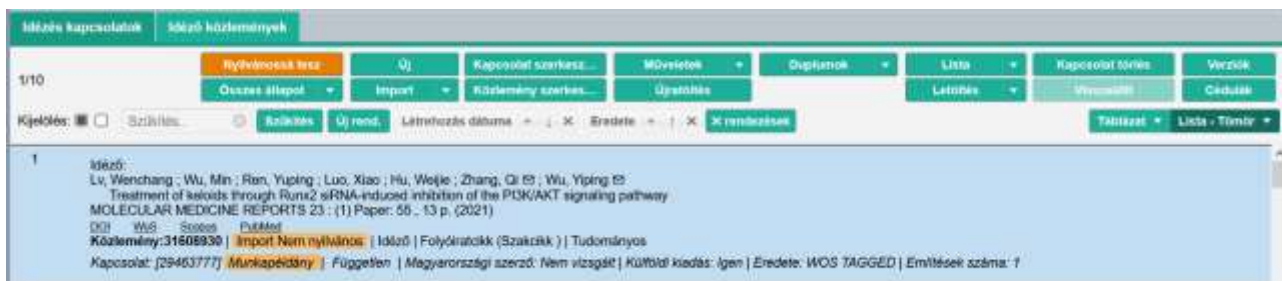 Idézés kapcsolatok Idéző közlemények
Nyilvánossá tesz Új Kapcsolat szerkesz... Műveletek Duplumok Lista Kapcsolat törlés Verziók
1/10
Összes állapot Import Közlemény szerkes... Újratöltés Letöltés Visszaállít Cédulák
Kijelölés: Szűkítés... Szűkítés Új rend. Létrehozás dátuma Eredete X rendezések Táblázat Lista - Tömör
1
Idéző:
Lv, Wenchang ; Wu, Min ; Ren, Yuping ; Luo, Xiao ; Hu, Weijie ; Zhang, Qi ✉ ; Wu, Yiping ✉
Treatment of keloids through Runx2 siRNA-induced inhibition of the PI3K/AKT signaling pathway
MOLECULAR MEDICINE REPORTS 23 : (1) Paper: 55 , 13 p. (2021)
DOI WoS Scopus PubMed
Közlemény:31608930 | Import Nem nyilvános | Idéző | Folyóiratcikk (Szakcikk ) | Tudományos
Kapcsolat: [29463777] Munkapéldány | Független | Magyarországi szerző: Nem vizsgált | Külföldi kiadás: Igen | Eredete: WOS TAGGED | Említések száma: 1